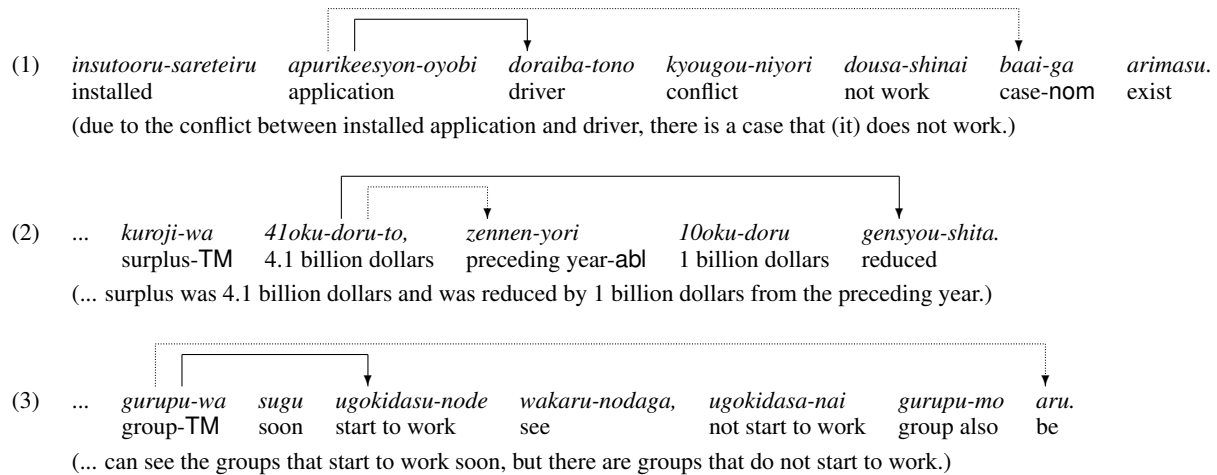 (1) insutooru-sareteiru apurikeesyon-oyobi doraiba-tono kyougou-niyori dousa-shinai baai-ga arimasu.
installed application driver conflict not work case-nom exist
(due to the conflict between installed application and driver, there is a case that (it) does not work.)
(2) ... kuroji-wa 41oku-doru-to, zennen-yori 10oku-doru gensyou-shita.
surplus-TM 4.1 billion dollars preceding year-abl 1 billion dollars reduced
(... surplus was 4.1 billion dollars and was reduced by 1 billion dollars from the preceding year.)
(3) ... gurupu-wa sugu ugokidasu-node wakaru-nodaga, ugokidasa-nai gurupu-mo aru.
group-TM soon start to work see not start to work group also be
(... can see the groups that start to work soon, but there are groups that do not start to work.)